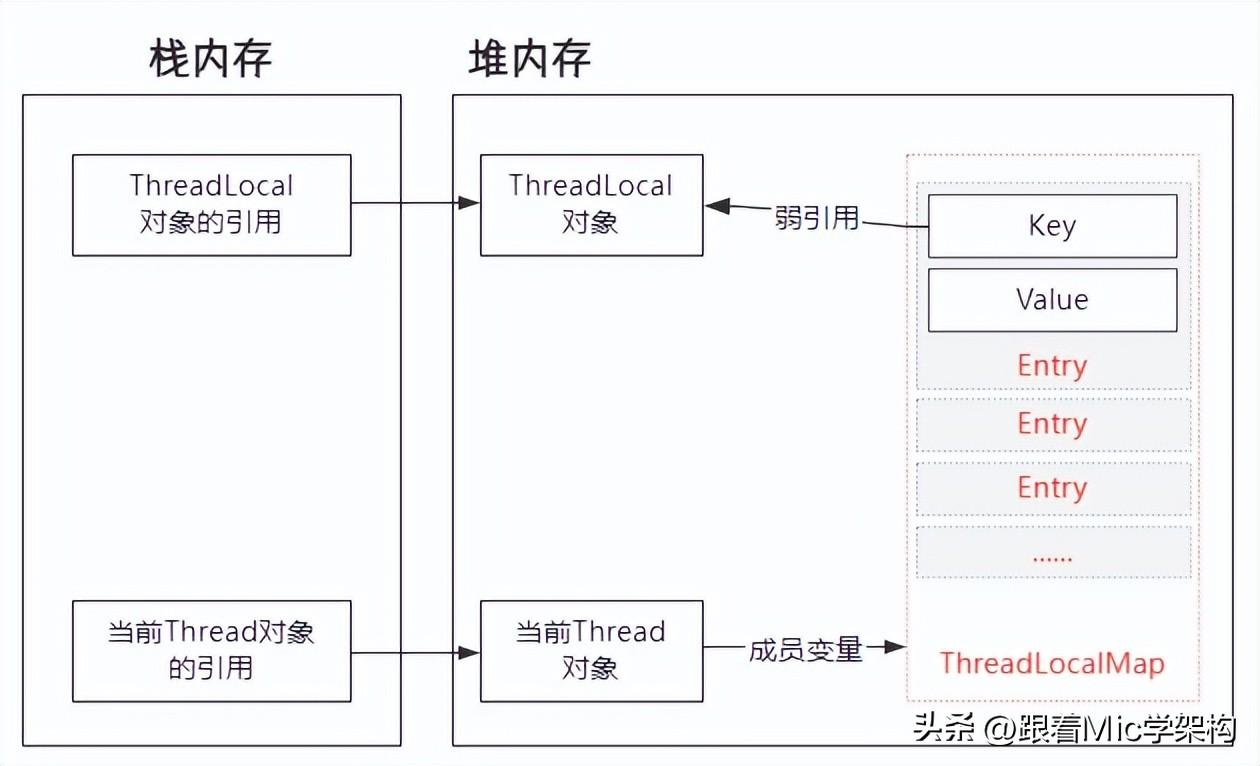 栈内存
堆内存
ThreadLocal
对象的引用
ThreadLocal
对象
弱引用
Key
Value
Entry
Entry
Entry
......
当前Thread对象
的引用
当前Thread
对象
成员变量
ThreadLocalMap
头条 @跟着Mic学架构